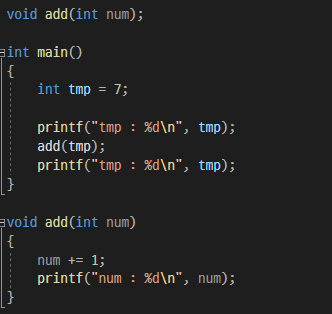 void add(int num);
int main()
{
int tmp = 7;
printf("tmp : %d\n", tmp);
add(tmp);
printf("tmp : %d\n", tmp);
}
void add(int num)
{
num += 1;
printf("num : %d\n", num);
}